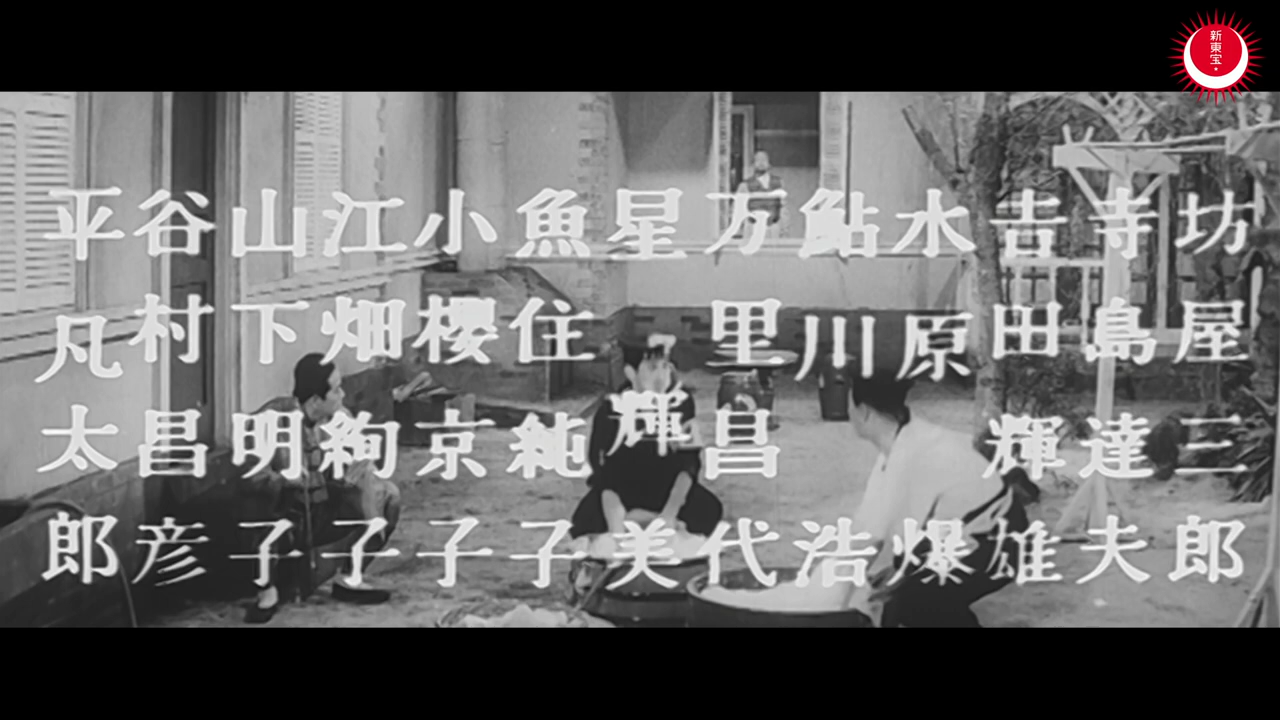 新東宝
坊屋三郎
寺島達夫
吉田輝雄
水原爆
鮎川浩
万里昌代
星輝美
魚住純子
小櫻京子
江畑絢子
山下明子
谷村昌彦
平凡太郎